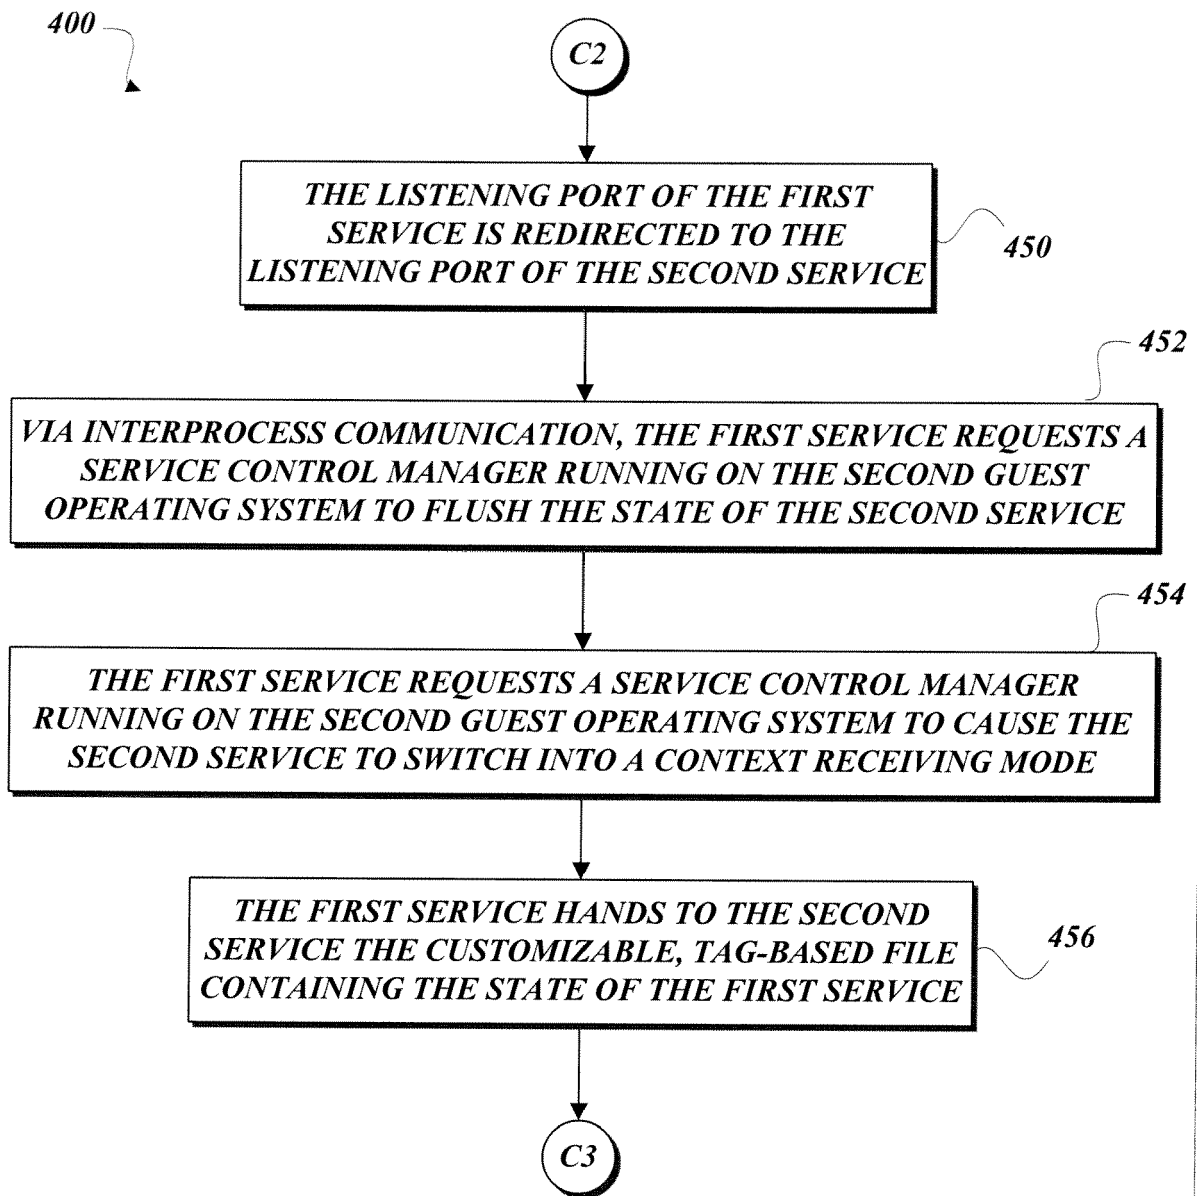 400
C2
THE LISTENING PORT OF THE FIRST
SERVICE IS REDIRECTED TO THE
LISTENING PORT OF THE SECOND SERVICE
450
452
VIA INTERPROCESS COMMUNICATION, THE FIRST SERVICE REQUESTS A
SERVICE CONTROL MANAGER RUNNING ON THE SECOND GUEST
OPERATING SYSTEM TO FLUSH THE STATE OF THE SECOND SERVICE
454
THE FIRST SERVICE REQUESTS A SERVICE CONTROL MANAGER
RUNNING ON THE SECOND GUEST OPERATING SYSTEM TO CAUSE THE
SECOND SERVICE TO SWITCH INTO A CONTEXT RECEIVING MODE
THE FIRST SERVICE HANDS TO THE SECOND
SERVICE THE CUSTOMIZABLE, TAG-BASED FILE
CONTAINING THE STATE OF THE FIRST SERVICE
456
C3